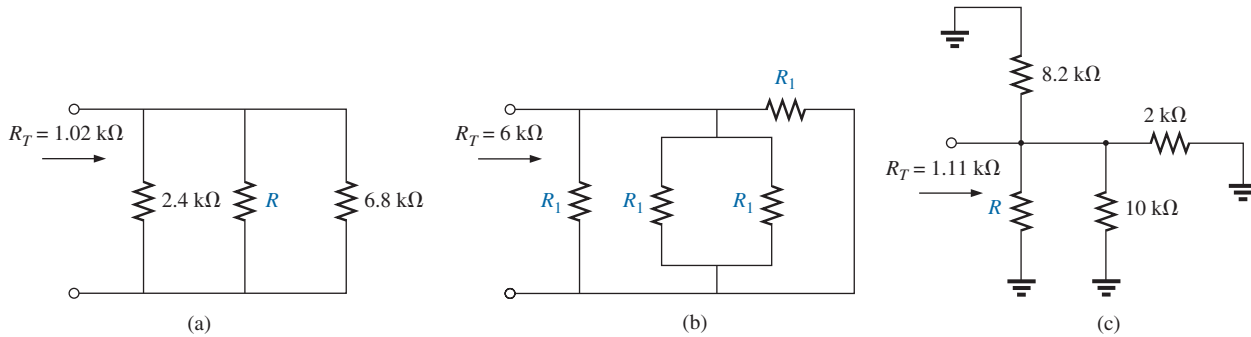 R_T = 1.02 kΩ
2.4 kΩ
R
6.8 kΩ
(a)
R_T = 6 kΩ
R_1
R_1
R_1
R_1
(b)
8.2 kΩ
2 kΩ
R_T = 1.11 kΩ
R
10 kΩ
(c)